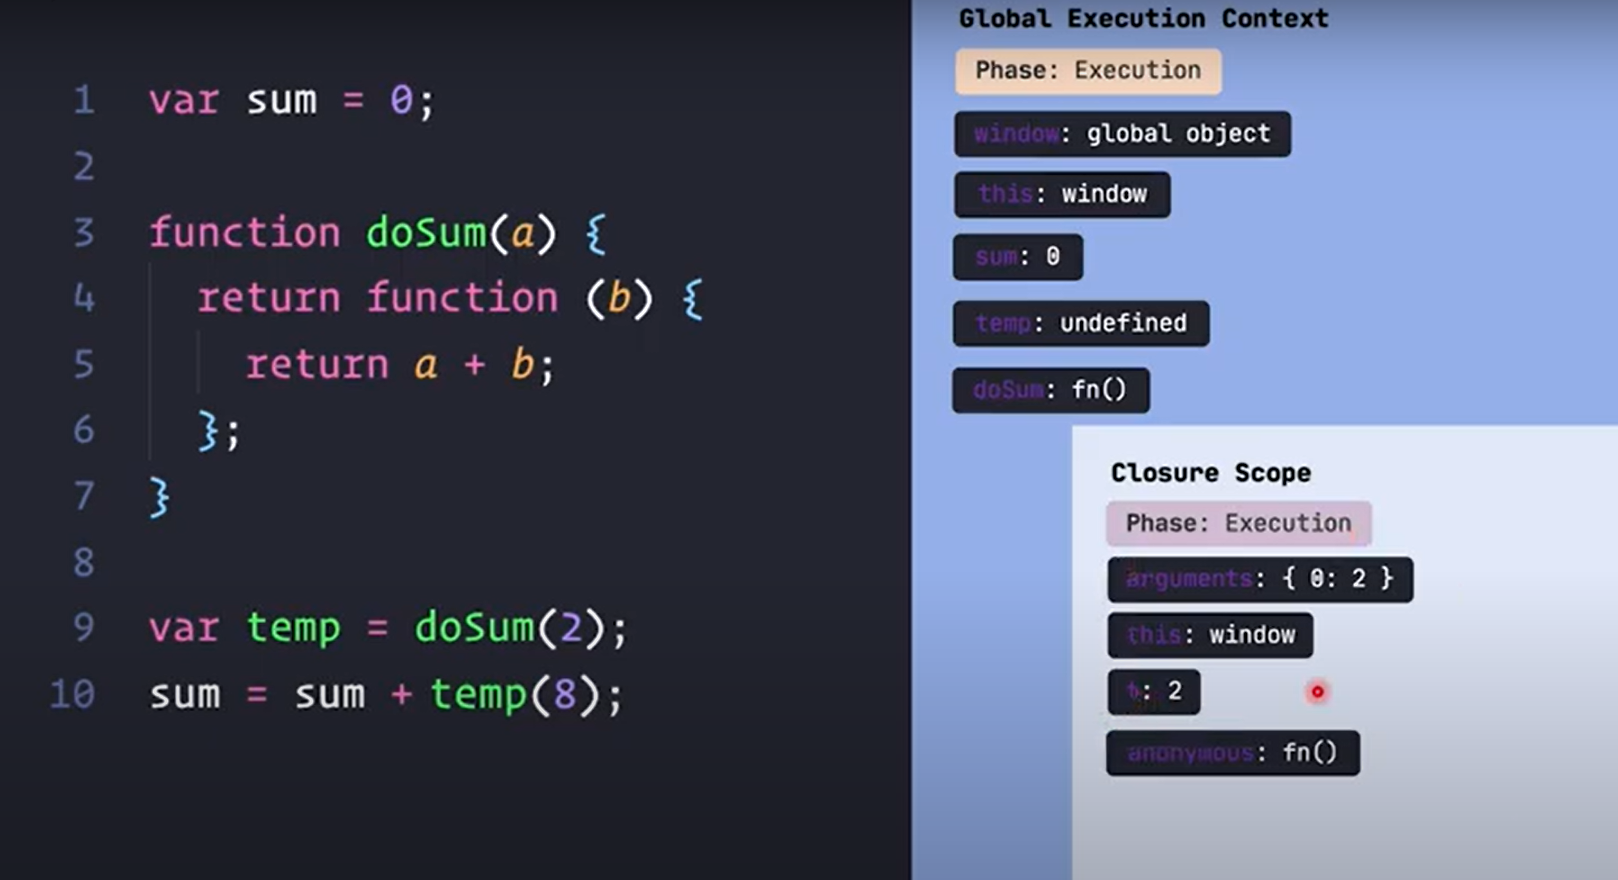 1 var sum = 0;
2
3 function doSum(a) {
4 return function (b) {
5 return a + b;
6 };
7 }
8
9 var temp = doSum(2);
10 sum = sum + temp(8);
Global Execution Context
Phase: Execution
window: global object
this: window
sum: 0
temp: undefined
doSum: fn()
Closure Scope
Phase: Execution
arguments: { 0: 2 }
this: window
: 2
anonymous: fn()